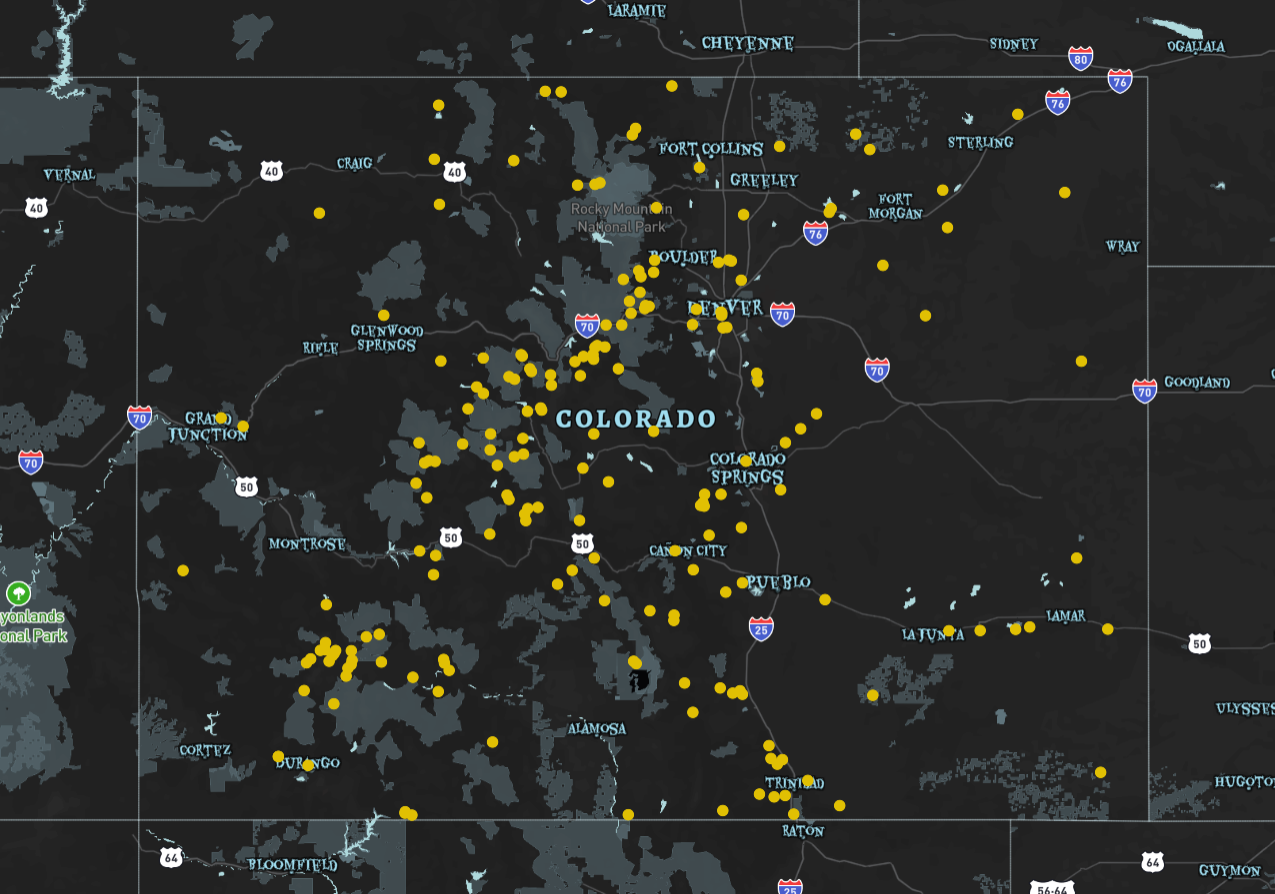 LARAMIE
CHEYENNE
SIDNEY
OGALLALA
80
76
76
FORT COLLINS
STERLING
CRAIG
40
40
VERNAL
GREELEY
40
Rocky Mountain
National Park
FORT
MORGAN
76
WRAY
BOULDER
DENVER
70
70
GLENWOOD
SPRINGS
RIFLE
70
70
GOODLAND
GRAND
JUNCTION
70
COLORADO
70
COLORADO
SPRINGS
50
50
50
MONTROSE
CANON CITY
PUEBLO
yonlands
onal Park
25
LA JUNTA
LAMAR
50
ULYSSES
ALAMOSA
CORTEZ
DURANGO
TRINIDAD
HUGOTO
RATON
64
BLOOMFIELD
64
GUYMON
25
56-64